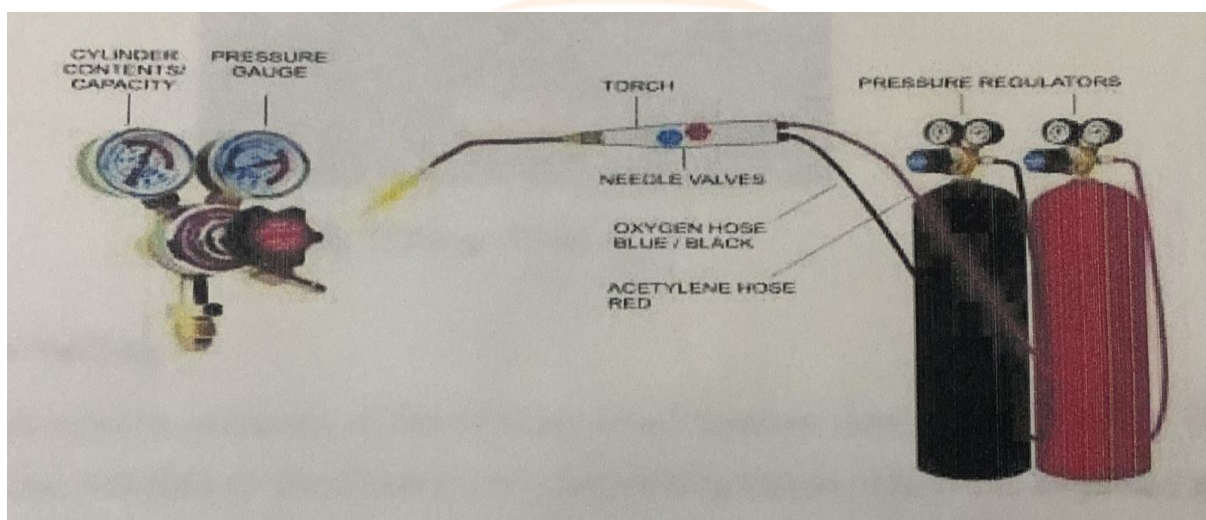 CYLINDER
CONTENTS/
CAPACITY
PRESSURE
GAUGE
TORCH
PRESSURE REGULATORS
NEEDLE VALVES
OXYGEN HOSE
BLUE / BLACK
ACETYLENE HOSE
RED